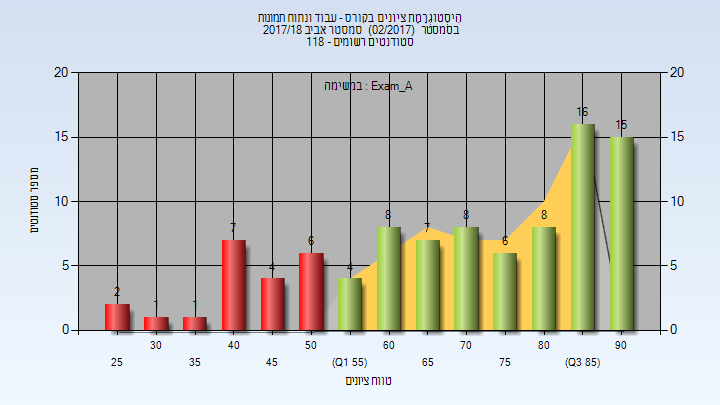 היסטוגרמת ציונים בקורס - עבוד ונתוח תמונות
בסמסטר (02/2017) סמסטר אביב 2017/18
סטודנטים רשומים - 118
במשימה : Exam_A
מספר סטודנטים
20 20
15 15
10 10
5 5
0 0
2 1 1 7 4 6 4 8 7 8 6 8 16 15
30 40 50 60 70 80 90
25 35 45 (Q1 55) 65 75 (Q3 85)
טווח ציונים